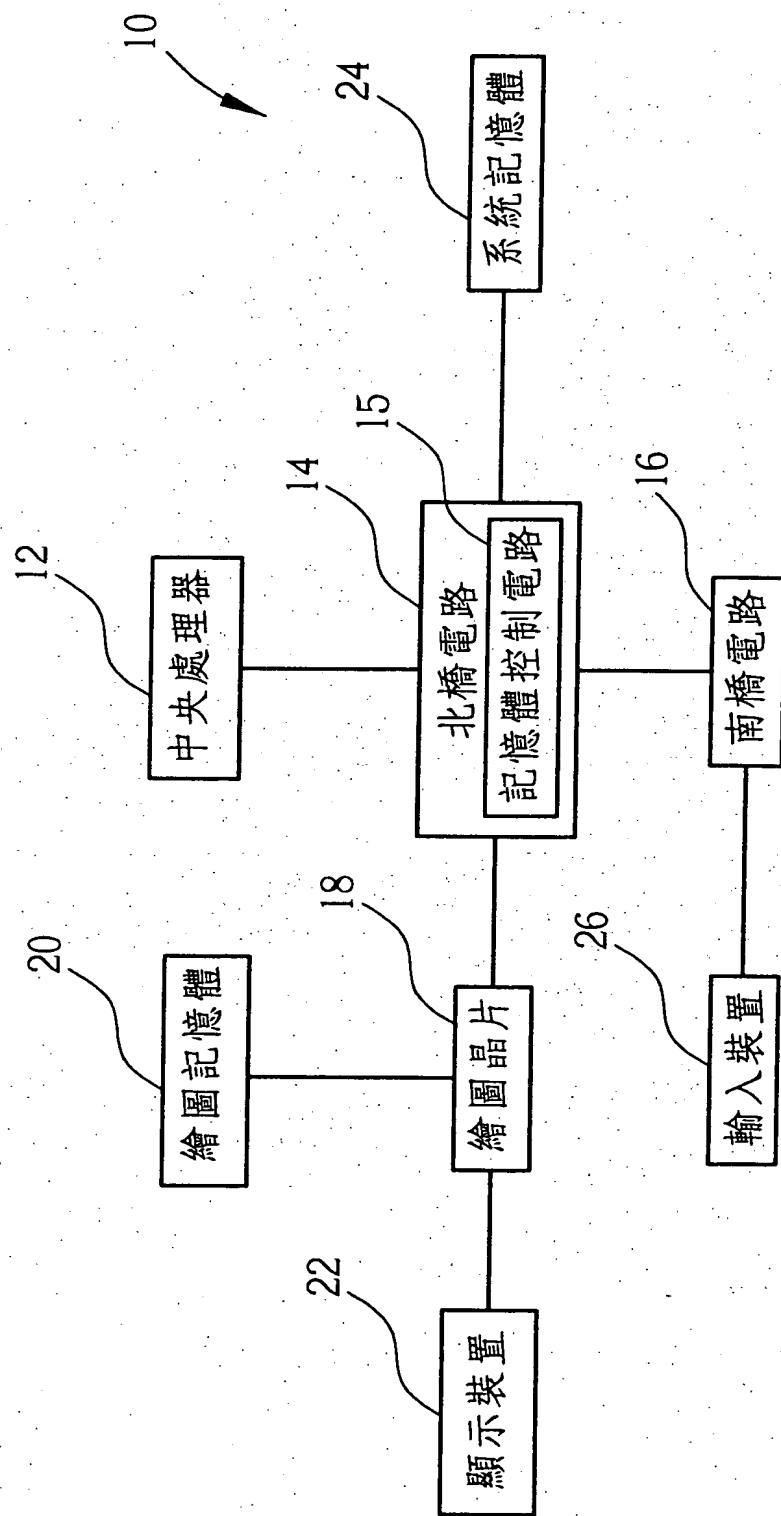 10
12
中央處理器
20
繪圖記憶體
14
北橋電路
15
記憶體控制電路
24
系統記憶體
18
繪圖晶片
22
顯示裝置
16
南橋電路
26
輸入裝置